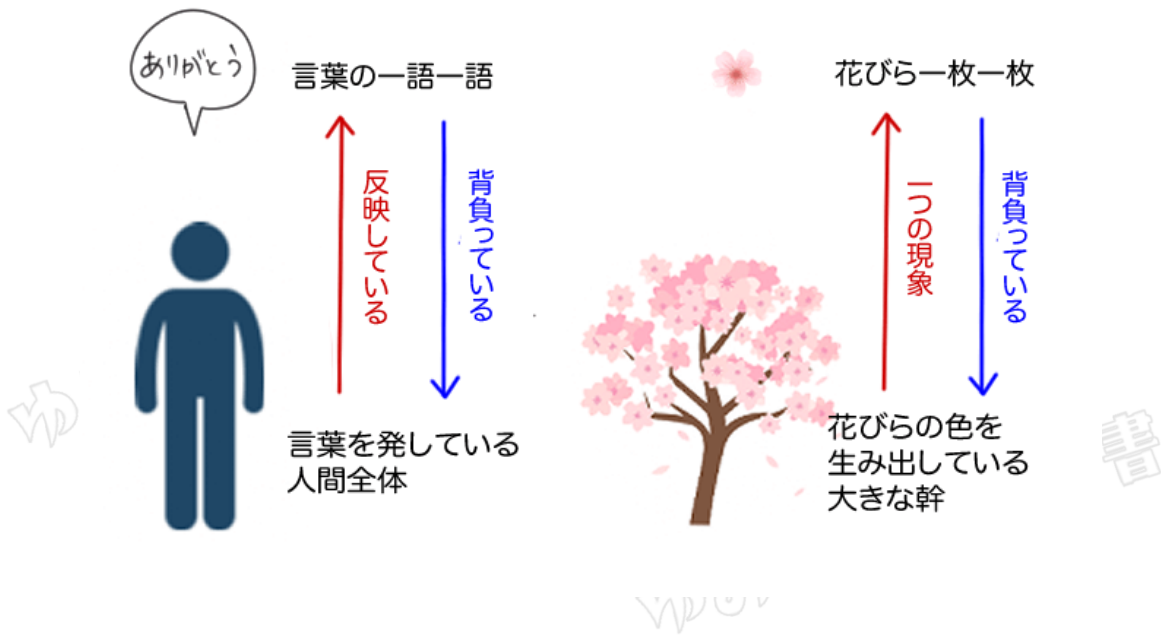 ありがとう
言葉の一語一語
反映している
背負っている
言葉を発している
人間全体
花びら一枚一枚
一つの現象
背負っている
花びらの色を
生み出している
大きな幹
ゆ
書